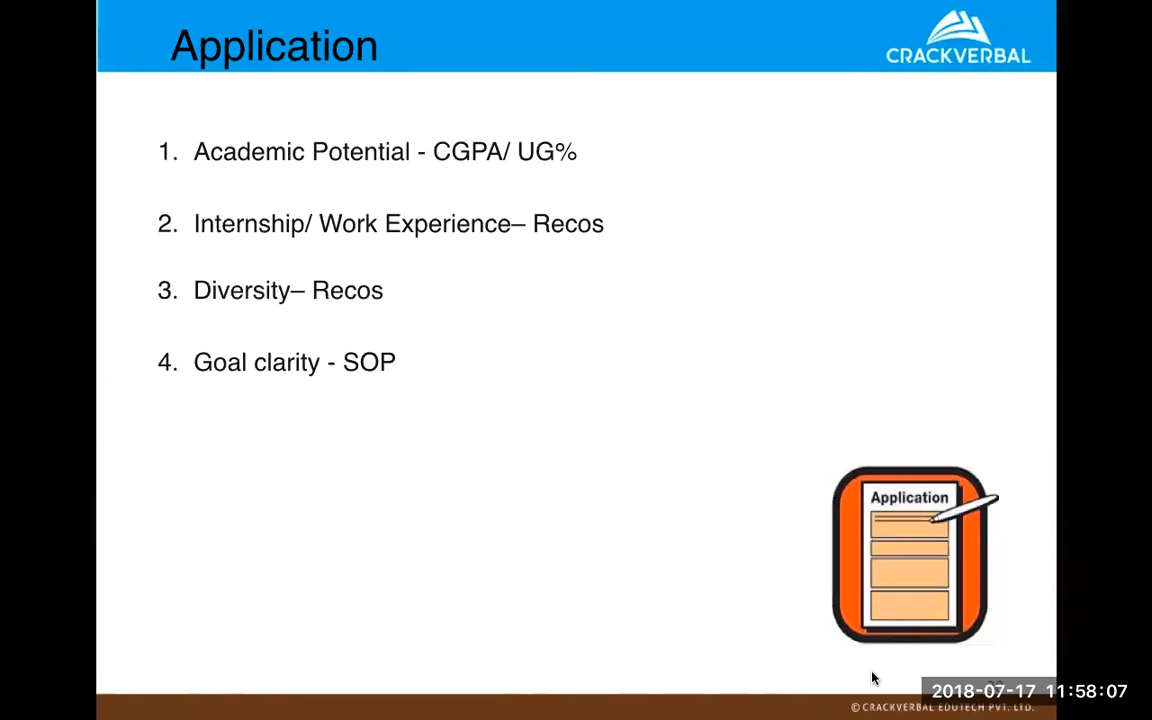 Application
CRACKVERBAL
1. Academic Potential - CGPA/ UG%
2. Internship/ Work Experience– Recos
3. Diversity– Recos
4. Goal clarity - SOP
Application
2018-07-17 11:58:07
© CRACKVERBAL EDUTECH PVT. LTD.